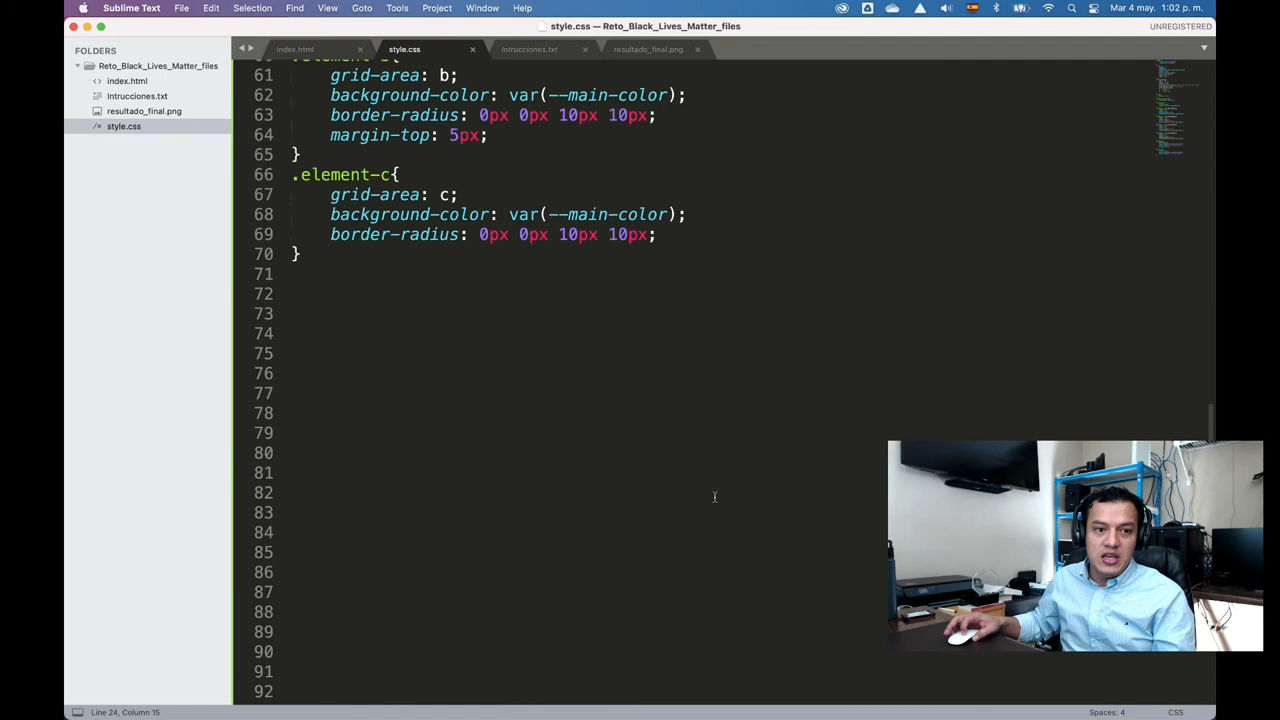 Sublime Text File Edit Selection Find View Goto Tools Project Window Help
Mar 4 mayo. 1:02 p. m.
style.css — Reto_Black_Lives_Matter_files
UNREGISTERED
FOLDERS
Reto_Black_Lives_Matter_files
index.html
Intrucciones.txt
resultado_final.png
style.css
index.html style.css Intrucciones.txt resultado_final.png
61 grid-area: b;
62 background-color: var(--main-color);
63 border-radius: 0px 0px 10px 10px;
64 margin-top: 5px;
65 }
66 .element-c{
67 grid-area: c;
68 background-color: var(--main-color);
69 border-radius: 0px 0px 10px 10px;
70 }
71
72
73
74
75
76
77
78
79
80
81
82
83
84
85
86
87
88
89
90
91
92
Line 24, Column 15
Spaces: 4
CSS